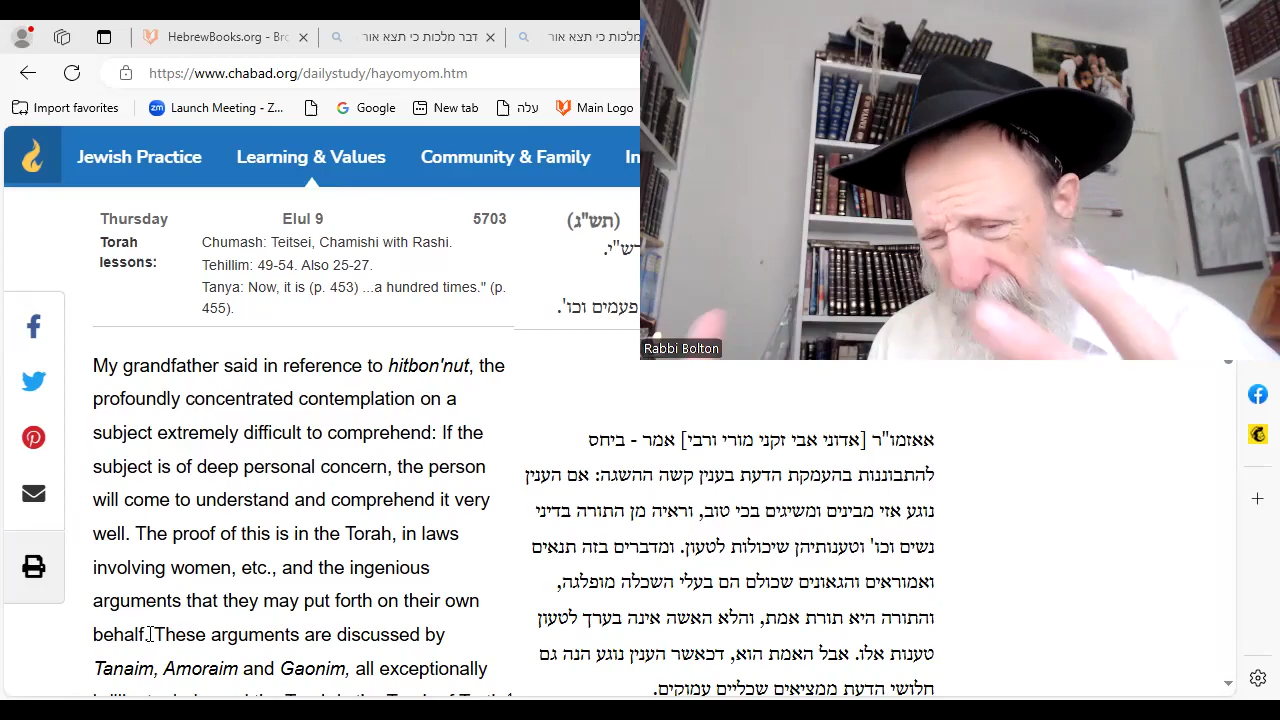 HebrewBooks.org - Bro
דבר מלכות כי תצא אור
מלכות כי תצא אור
https://www.chabad.org/dailystudy/hayomyom.htm
Import favorites
Launch Meeting - Z...
Google
New tab
עלה
Main Logo
Jewish Practice
Learning & Values
Community & Family
In
Thursday Elul 9 5703
(תש"ג)
Torah lessons:
Chumash: Teitsei, Chamishi with Rashi.
רש"י.
Tehillim: 49-54. Also 25-27.
Tanya: Now, it is (p. 453) ...a hundred times." (p.
455).
פעמים וכו'.
Rabbi Bolton
My grandfather said in reference to hitbon'nut, the
profoundly concentrated contemplation on a
subject extremely difficult to comprehend: If the
subject is of deep personal concern, the person
will come to understand and comprehend it very
well. The proof of this is in the Torah, in laws
involving women, etc., and the ingenious
arguments that they may put forth on their own
behalf. These arguments are discussed by
Tanaim, Amoraim and Gaonim, all exceptionally
אאזמו"ר [אדוני אבי זקני מורי ורבי] אמר - ביחס
להתבוננות בהעמקת הדעת בענין קשה ההשגה: אם הענין
נוגע אזי מבינים ומשיגים בכי טוב, וראיה מן התורה בדיני
נשים וכו' וטענותיהן שיכולות לטעון. ומדברים בזה תנאים
ואמוראים והגאונים שכולם הם בעלי השכלה מופלגה,
והתורה היא תורת אמת, והלא האשה אינה בערך לטעון
טענות אלו. אבל האמת הוא, דכאשר הענין נוגע הנה גם
חלושי הדעת ממציאים שכליים עמוקים.